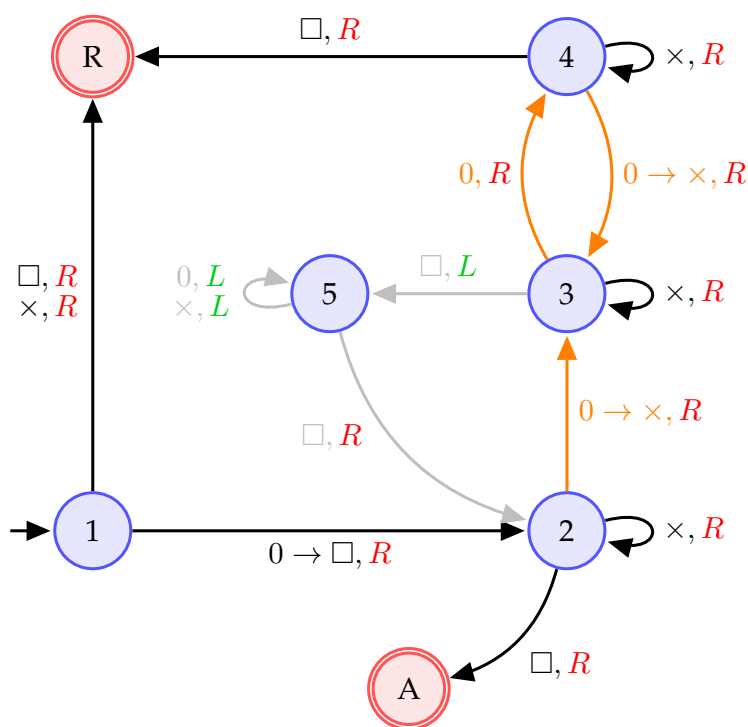 □, R
R
4
×, R
0, R
0 → ×, R
□, R
×, R
0, L
×, L
5
□, L
3
×, R
0 → ×, R
□, R
1
0 → □, R
2
×, R
□, R
A